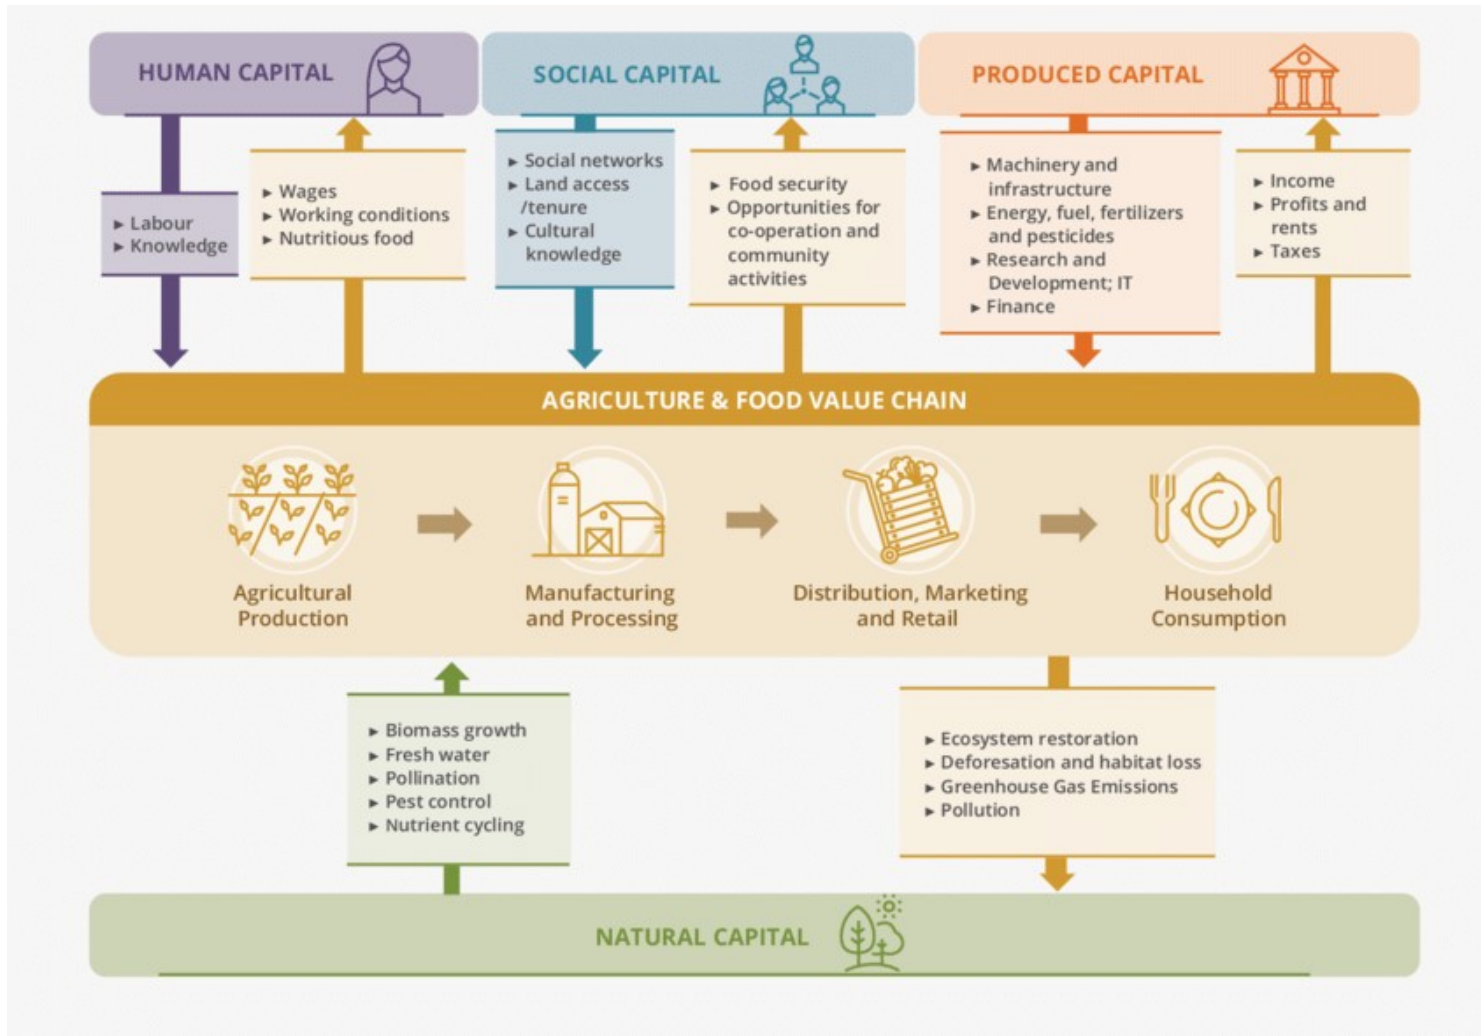 HUMAN CAPITAL
SOCIAL CAPITAL
PRODUCED CAPITAL
► Labour
► Knowledge
► Wages
► Working conditions
► Nutritious food
► Social networks
► Land access
/tenure
► Cultural
knowledge
► Food security
► Opportunities for
co-operation and
community
activities
► Machinery and
infrastructure
► Energy, fuel, fertilizers
and pesticides
► Research and
Development; IT
► Finance
► Income
► Profits and
rents
► Taxes
AGRICULTURE & FOOD VALUE CHAIN
Agricultural
Production
Manufacturing
and Processing
Distribution, Marketing
and Retail
Household
Consumption
► Biomass growth
► Fresh water
► Pollination
► Pest control
► Nutrient cycling
► Ecosystem restoration
► Deforesation and habitat loss
► Greenhouse Gas Emissions
► Pollution
NATURAL CAPITAL